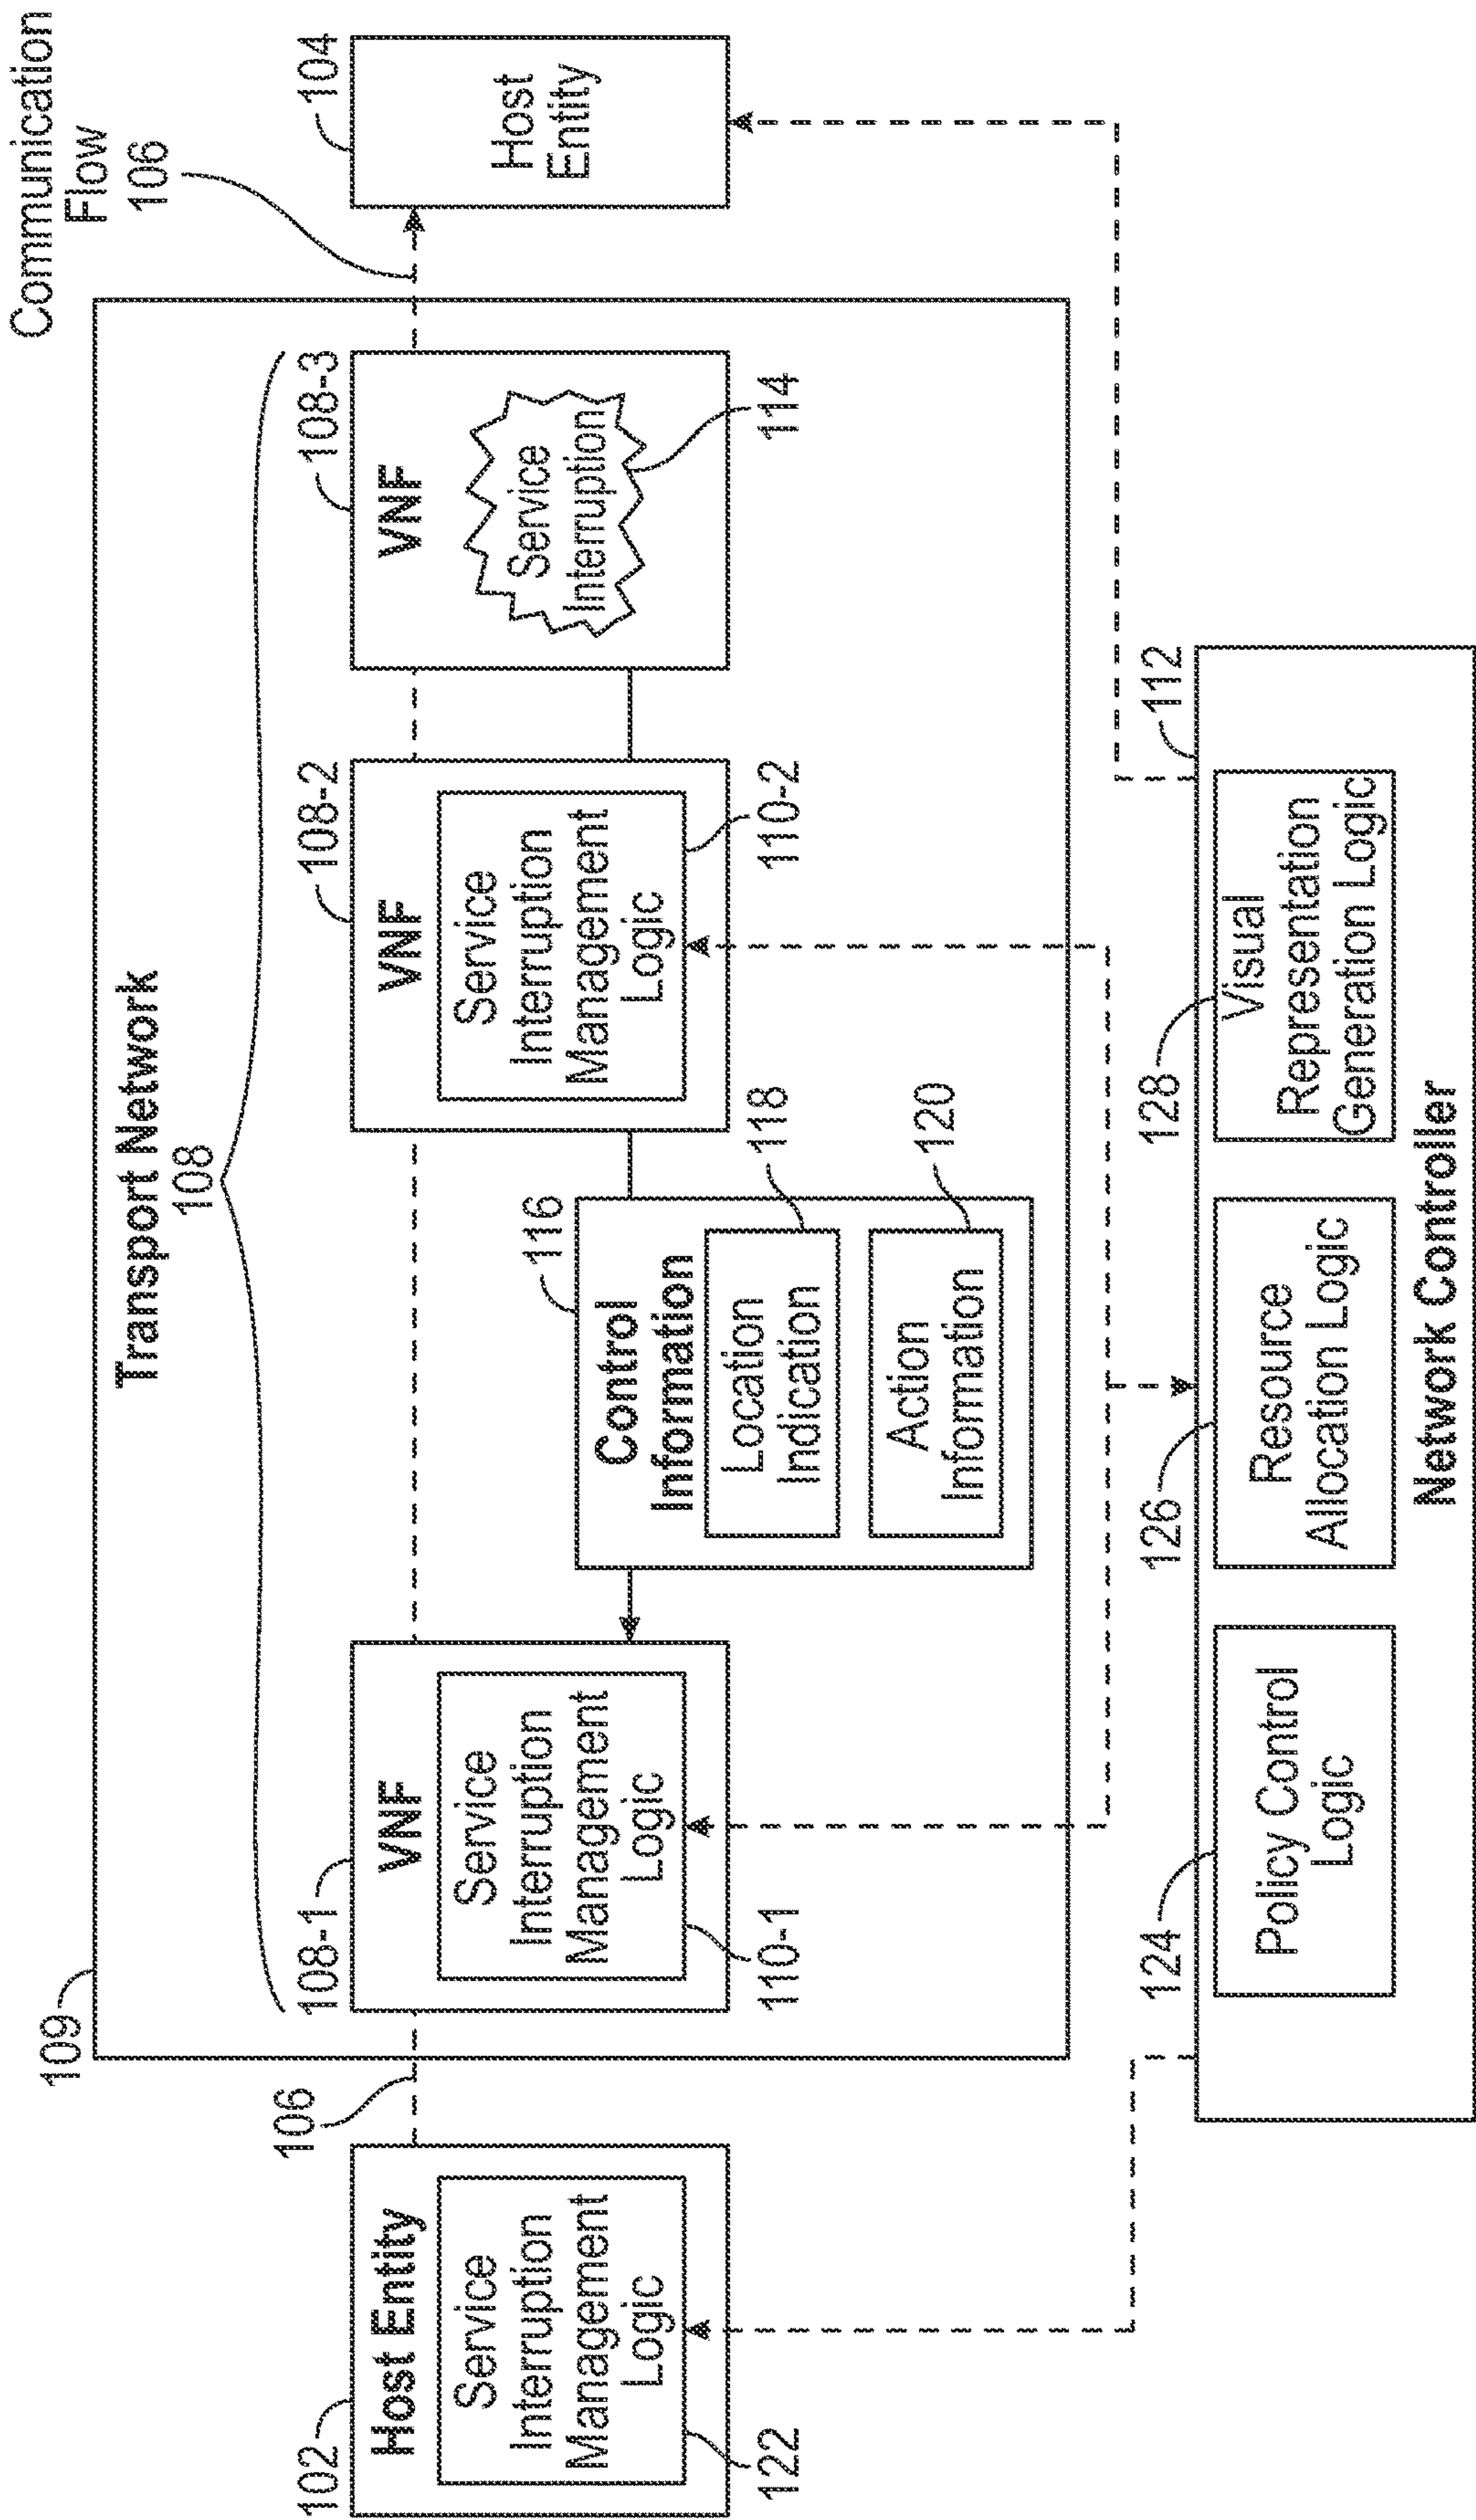 Communication
Flow
106
109
Transport Network
108
102
Host Entity
Service
Interruption
Management
Logic
122
106
108-1
VNF
Service
Interruption
Management
Logic
110-1
116
Control
Information
Location
Indication
118
Action
Information
120
108-2
VNF
Service
Interruption
Management
Logic
110-2
108-3
VNF
Service
Interruption
114
104
Host
Entity
112
124
Policy Control
Logic
126
Resource
Allocation Logic
128
Visual
Representation
Generation Logic
Network Controller